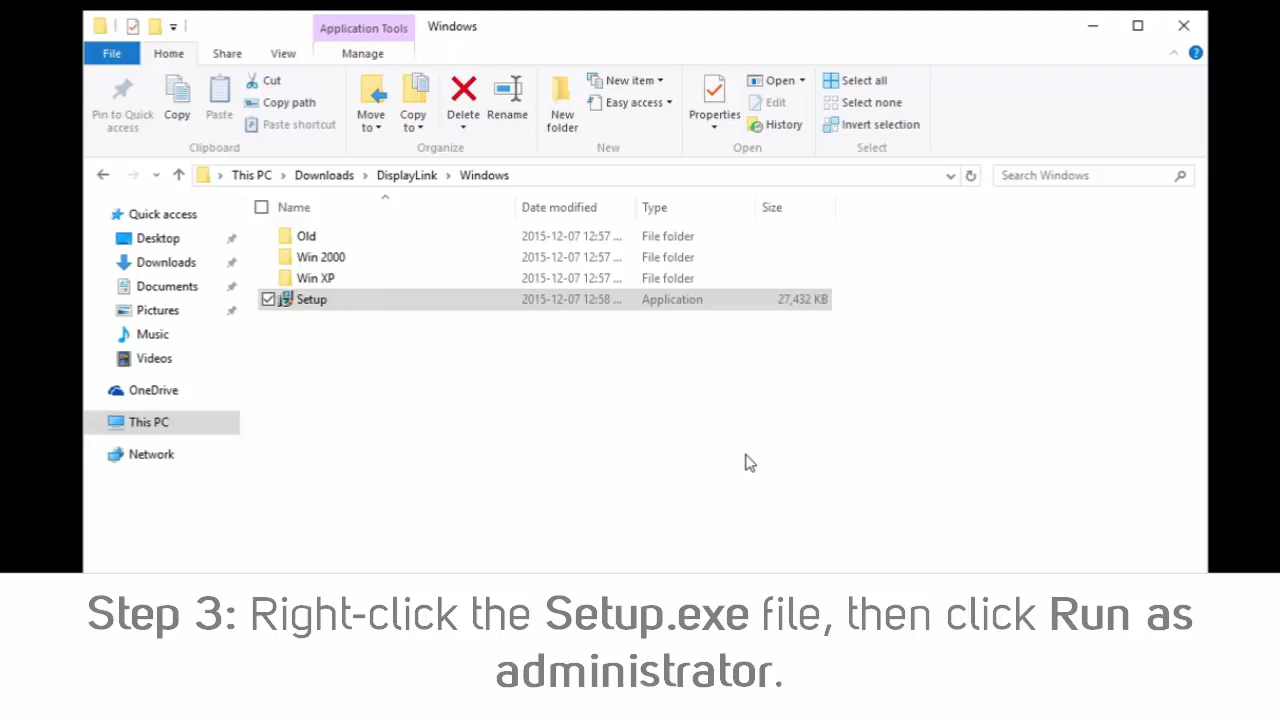 Application Tools Windows
File Home Share View Manage
Pin to Quick access
Copy
Paste
Cut
Copy path
Paste shortcut
Clipboard
Move to
Copy to
Delete
Rename
Organize
New folder
New item
Easy access
New
Properties
Open
Edit
History
Open
Select all
Select none
Invert selection
Select
This PC > Downloads > DisplayLink > Windows
Search Windows
Quick access
Desktop
Downloads
Documents
Pictures
Music
Videos
OneDrive
This PC
Network
Name Date modified Type Size
Old 2015-12-07 12:57 ... File folder
Win 2000 2015-12-07 12:57 ... File folder
Win XP 2015-12-07 12:57 ... File folder
Setup 2015-12-07 12:58 ... Application 27,432 KB
Step 3: Right-click the Setup.exe file, then click Run as
administrator.